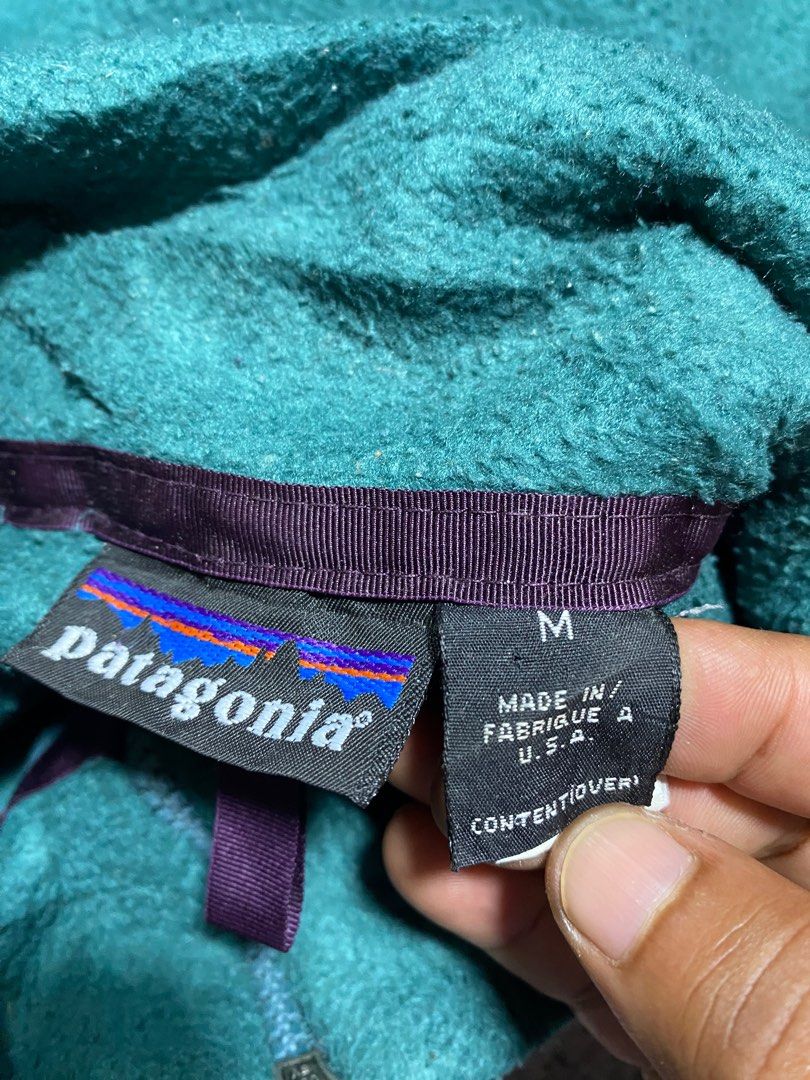 patagonia®
M
MADE IN/
FABRIQUE A
U.S.A.
CONTENT(OVER)